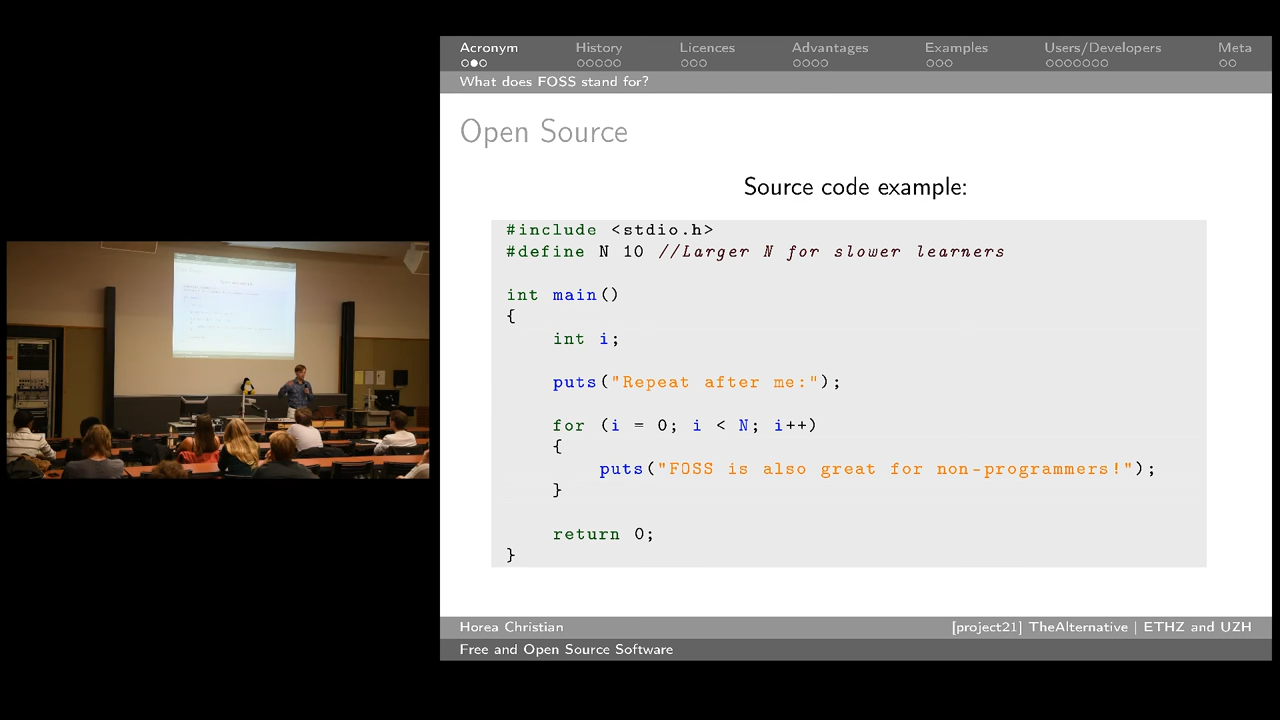 Acronym History Licences Advantages Examples Users/Developers Meta
What does FOSS stand for?
Open Source
Source code example:
#include <stdio.h>
#define N 10 //Larger N for slower learners
int main()
{
    int i;
    puts("Repeat after me:");
    for (i = 0; i < N; i++)
    {
        puts("FOSS is also great for non-programmers!");
    }
    return 0;
}
Horea Christian [project21] TheAlternative | ETHZ and UZH
Free and Open Source Software